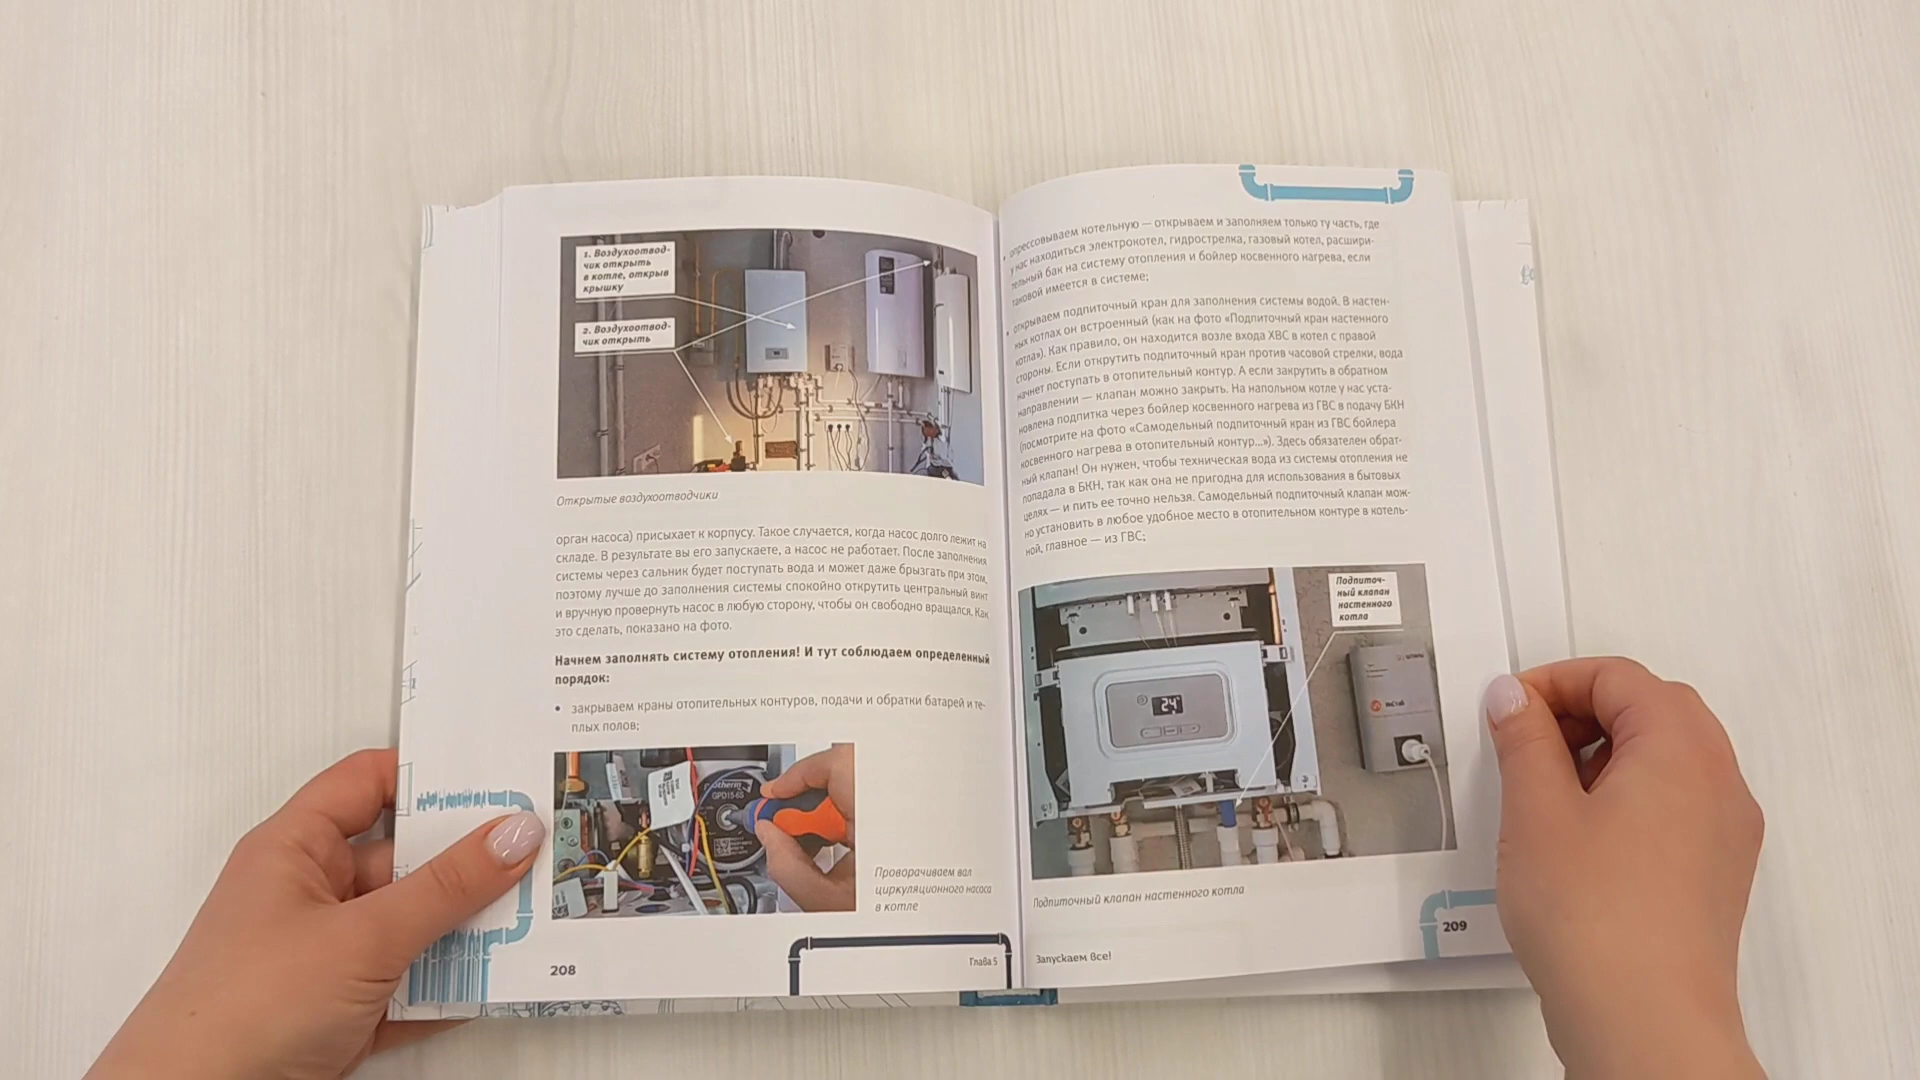 1. Воздухоотвод-
чик открыть
в котле, открыв
крышку
2. Воздухоотвод-
чик открыть
Открытые воздухоотводчики
орган насоса) присыхает к корпусу. Такое случается, когда насос долго лежит на
складе. В результате вы его запускаете, а насос не работает. После заполнения
системы через сальник будет поступать вода и может даже брызгать при этом,
поэтому лучше до заполнения системы спокойно открутить центральный винт
и вручную провернуть насос в любую сторону, чтобы он свободно вращался. Как
это сделать, показано на фото.
Начнем заполнять систему отопления! И тут соблюдаем определенный
порядок:
• закрываем краны отопительных контуров, подачи и обратки батарей и те-
плых полов;
GPD15-6S
Проворачиваем вал
циркуляционного насоса
в котле
208
Глава 5
• опрессовываем котельную — открываем и заполняем только ту часть, где
у нас находиться электрокотел, гидрострелка, газовый котел, расшири-
тельный бак на систему отопления и бойлер косвенного нагрева, если
таковой имеется в системе;
• открываем подпиточный кран для заполнения системы водой. В настен-
ных котлах он встроенный (как на фото «Подпиточный кран настенного
котла»). Как правило, он находится возле входа ХВС в котел с правой
стороны. Если открутить подпиточный кран против часовой стрелки, вода
начнет поступать в отопительный контур. А если закрутить в обратном
направлении — клапан можно закрыть. На напольном котле у нас уста-
новлена подпитка через бойлер косвенного нагрева из ГВС в подачу БКН
(посмотрите на фото «Самодельный подпиточный кран из ГВС бойлера
косвенного нагрева в отопительный контур...»). Здесь обязателен обрат-
ный клапан! Он нужен, чтобы техническая вода из системы отопления не
попадала в БКН, так как она не пригодна для использования в бытовых
целях — и пить ее точно нельзя. Самодельный подпиточный клапан мож-
но установить в любое удобное место в отопительном контуре в котель-
ной, главное — из ГВС;
Подпиточ-
ный клапан
настенного
котла
24
Подпиточный клапан настенного котла
Запускаем все!
209